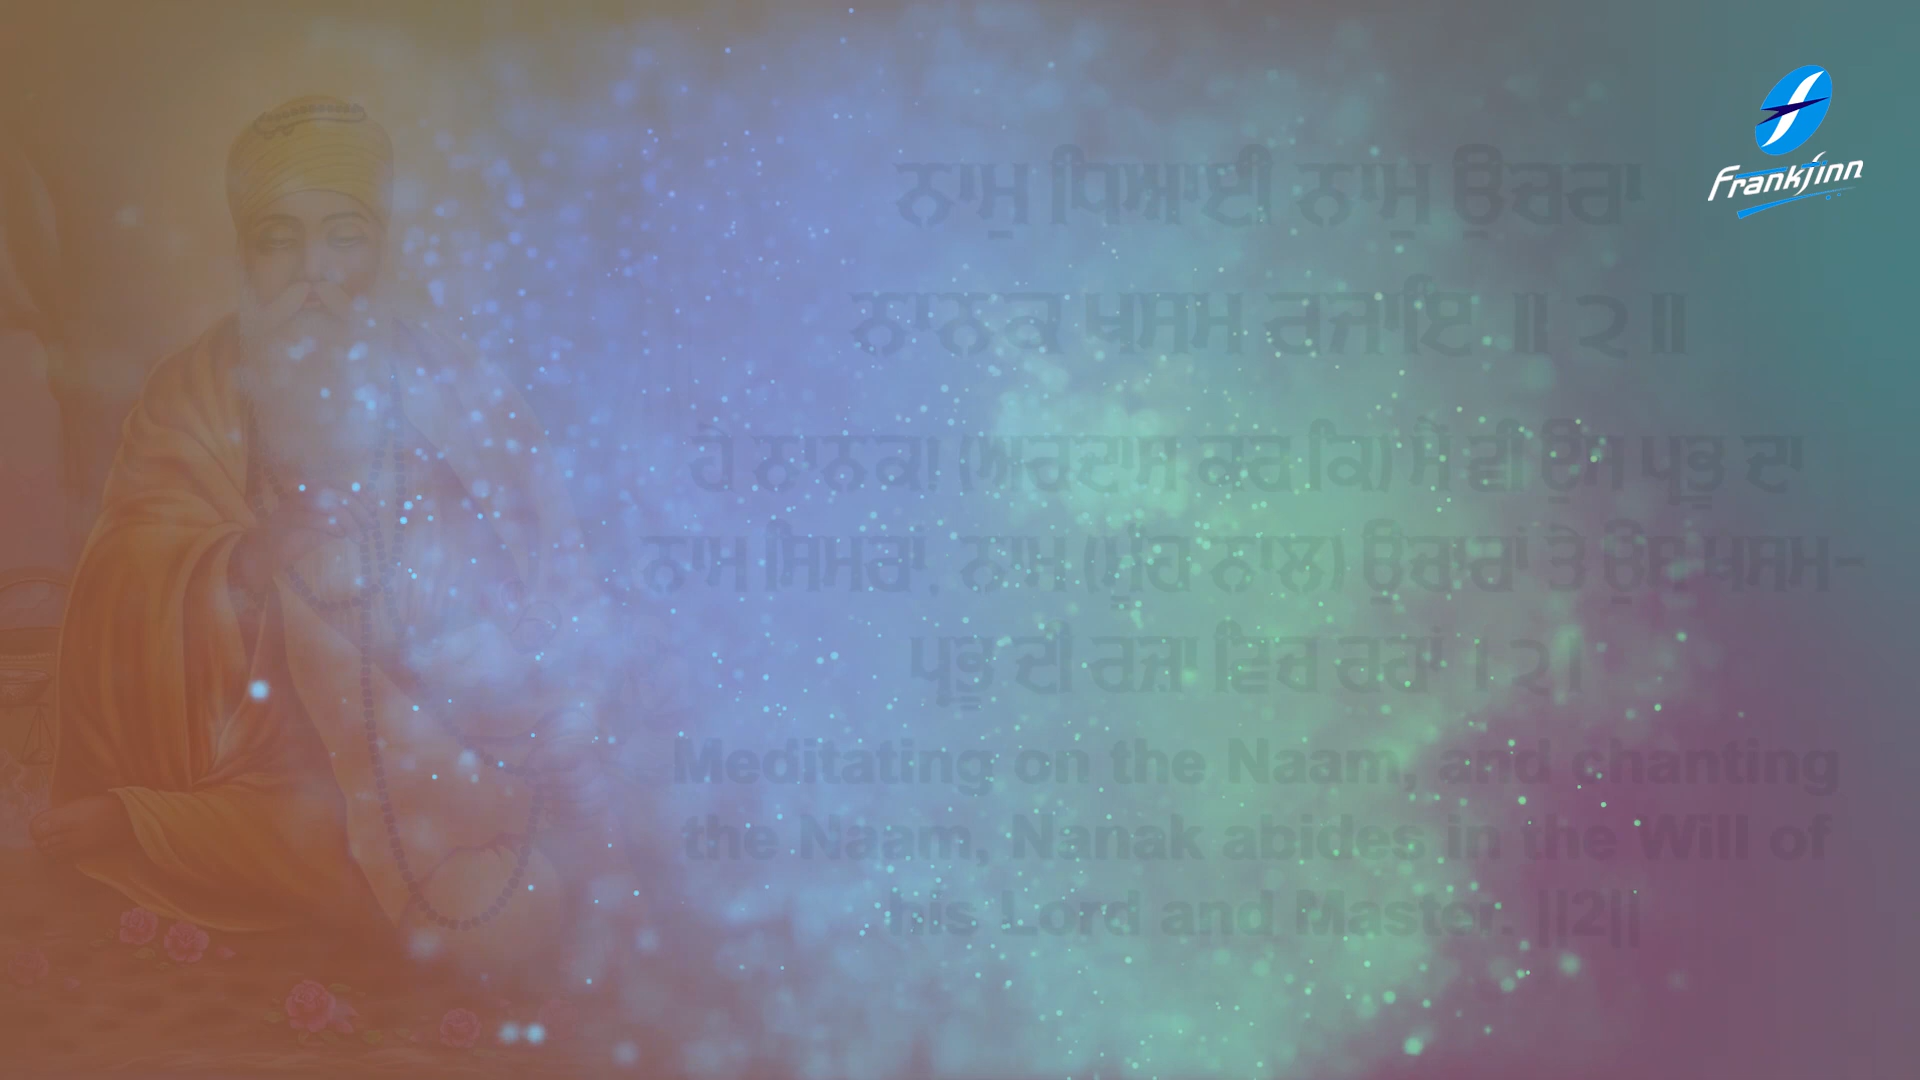 Frankfinn
ਨਾਮੁ ਧਿਆਈ ਨਾਮੁ ਉਚਰਾ
ਨਾਨਕ ਖਸਮ ਰਜਾਇ ॥ ੨ ॥
ਹੇ ਨਾਨਕ! (ਅਰਦਾਸ ਕਰ ਕਿ) ਮੈਂ ਵੀ ਉਸ ਪ੍ਰਭੂ ਦਾ
ਨਾਮ ਸਿਮਰਾਂ, ਨਾਮ (ਮੂੰਹ ਨਾਲ) ਉਚਾਰਾਂ ਤੇ ਉਸ ਖਸਮ-
ਪ੍ਰਭੂ ਦੀ ਰਜ਼ਾ ਵਿਚ ਰਹਾਂ ।੨।
Meditating on the Naam, and chanting
the Naam, Nanak abides in the Will of
his Lord and Master. ||2||